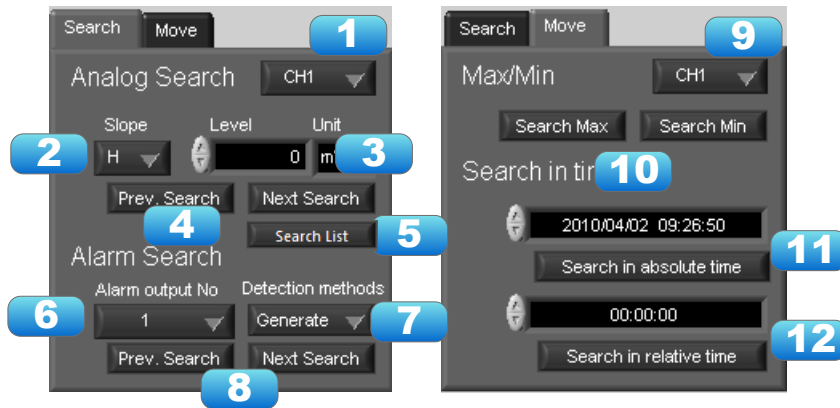 Search Move
1
Analog Search CH1
Slope Level Unit
2 H 0 3
Prev. Search Next Search
4
Search List 5
Alarm Search
Alarm output No Detection methods
6 1 Generate 7
Prev. Search Next Search
8
Search Move
9
Max/Min CH1
Search Max Search Min
Search in 10
2010/04/02 09:26:50
11
Search in absolute time
00:00:00
12
Search in relative time